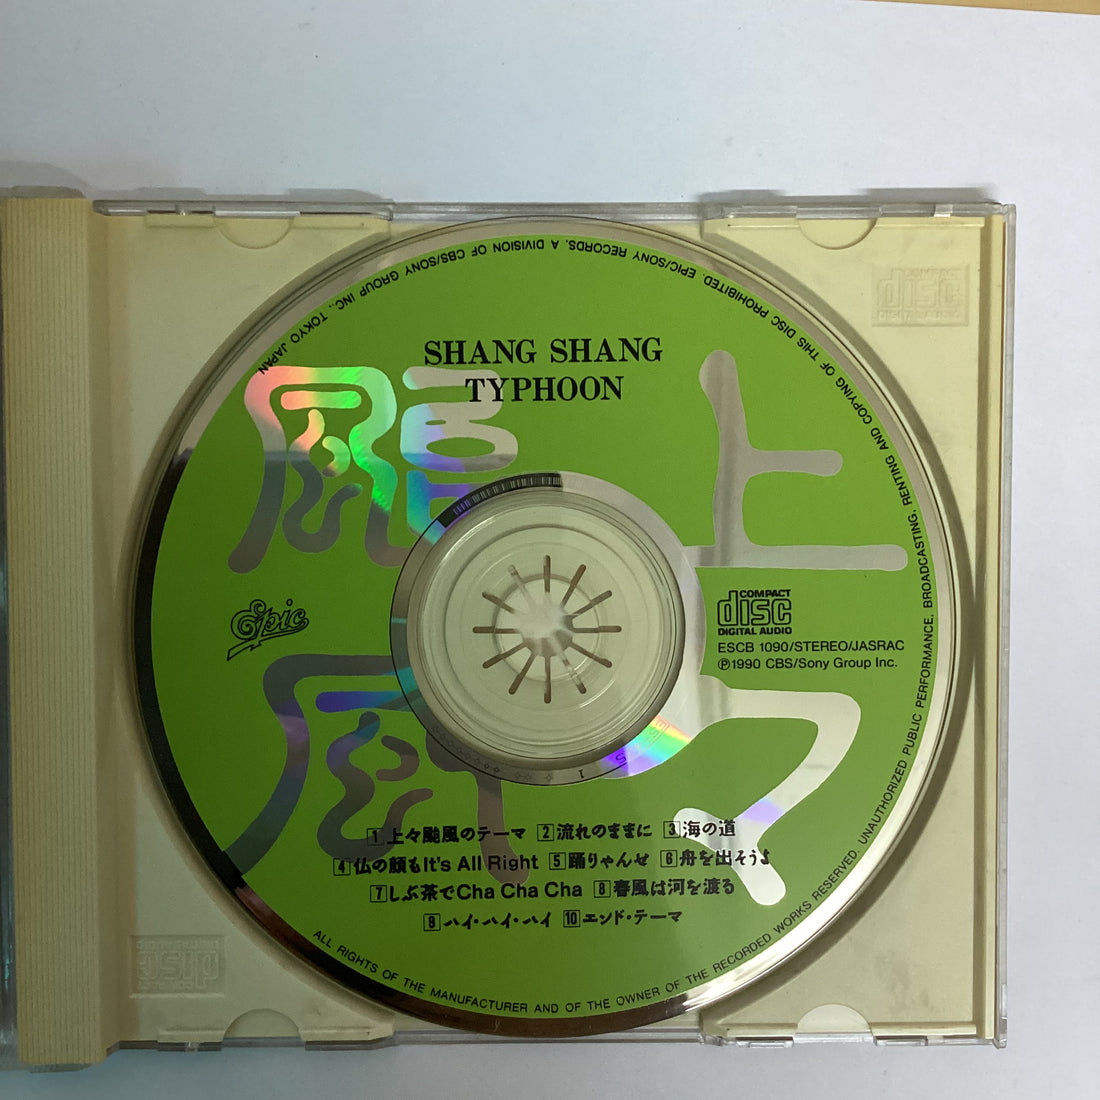 SHANG SHANG
TYPHOON
上々
颱風
Epic
COMPACT
disc
DIGITAL AUDIO
ESCB 1090/STEREO/JASRAC
Ⓟ1990 CBS/Sony Group Inc.
1 上々颱風のテーマ 2 流れのままに 3 海の道
4 仏の顔もIt's All Right 5 踊りゃんせ 6 舟を出そうよ
7 しぶ茶でCha Cha Cha 8 春風は河を渡る
9 ハイ・ハイ・ハイ 10 エンド・テーマ
ALL RIGHTS OF THE MANUFACTURER AND OF THE OWNER OF THE RECORDED WORKS RESERVED. UNAUTHORIZED PUBLIC PERFORMANCE, BROADCASTING, RENTING AND COPYING OF THIS DISC PROHIBITED. EPIC/SONY RECORDS. A DIVISION OF CBS/SONY GROUP INC., TOKYO JAPAN
COMPACT
disc
DIGITAL AUDIO
COMPACT
disc
DIGITAL AUDIO